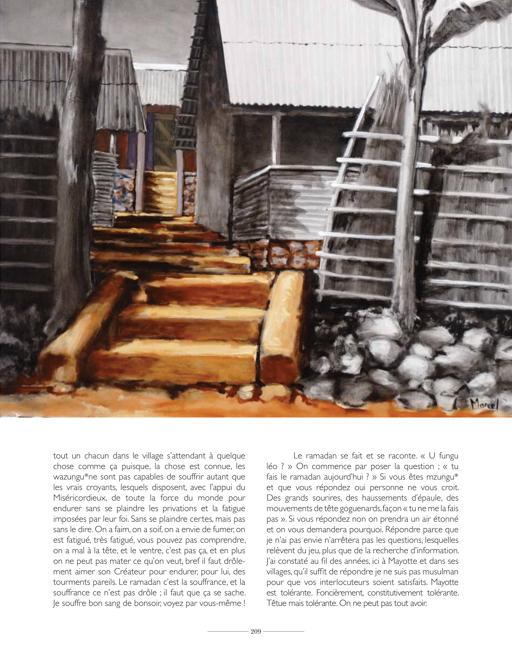 Marcel
tout un chacun dans le village s'attendant à quelque
chose comme ça puisque, la chose est connue, les
wazungu*ne sont pas capables de souffrir autant que
les vrais croyants, lesquels disposent, avec l'appui du
Miséricordieux, de toute la force du monde pour
endurer sans se plaindre les privations et la fatigue
imposées par leur foi. Sans se plaindre certes, mais pas
sans le dire. On a faim, on a soif, on a envie de fumer, on
est fatigué, très fatigué, vous pouvez pas comprendre,
on a mal à la tête, et le ventre, c'est pas ça, et en plus
on ne peut pas mater ce qu'on veut, bref il faut drôle-
ment aimer son Créateur pour endurer, pour lui, des
tourments pareils. Le ramadan c'est la souffrance, et la
souffrance ce n'est pas drôle ; il faut que ça se sache.
Je souffre bon sang de bonsoir, voyez par vous-même !
Le ramadan se fait et se raconte. « U fungu
léo ? » On commence par poser la question ; « tu
fais le ramadan aujourd'hui ? » Si vous êtes mzungu*
et que vous répondez oui personne ne vous croit.
Des grands sourires, des haussements d'épaule, des
mouvements de tête goguenards, façon « tu ne me la fais
pas ». Si vous répondez non on prendra un air étonné
et on vous demandera pourquoi. Répondre parce que
je n'ai pas envie n'arrêtera pas les questions, lesquelles
relèvent du jeu, plus que de la recherche d'information.
J'ai constaté au fil des années, ici à Mayotte et dans ses
villages, qu'il suffit de répondre je ne suis pas musulman
pour que vos interlocuteurs soient satisfaits. Mayotte
est tolérante. Foncièrement, constitutivement tolérante.
Têtue mais tolérante. On ne peut pas tout avoir.
209